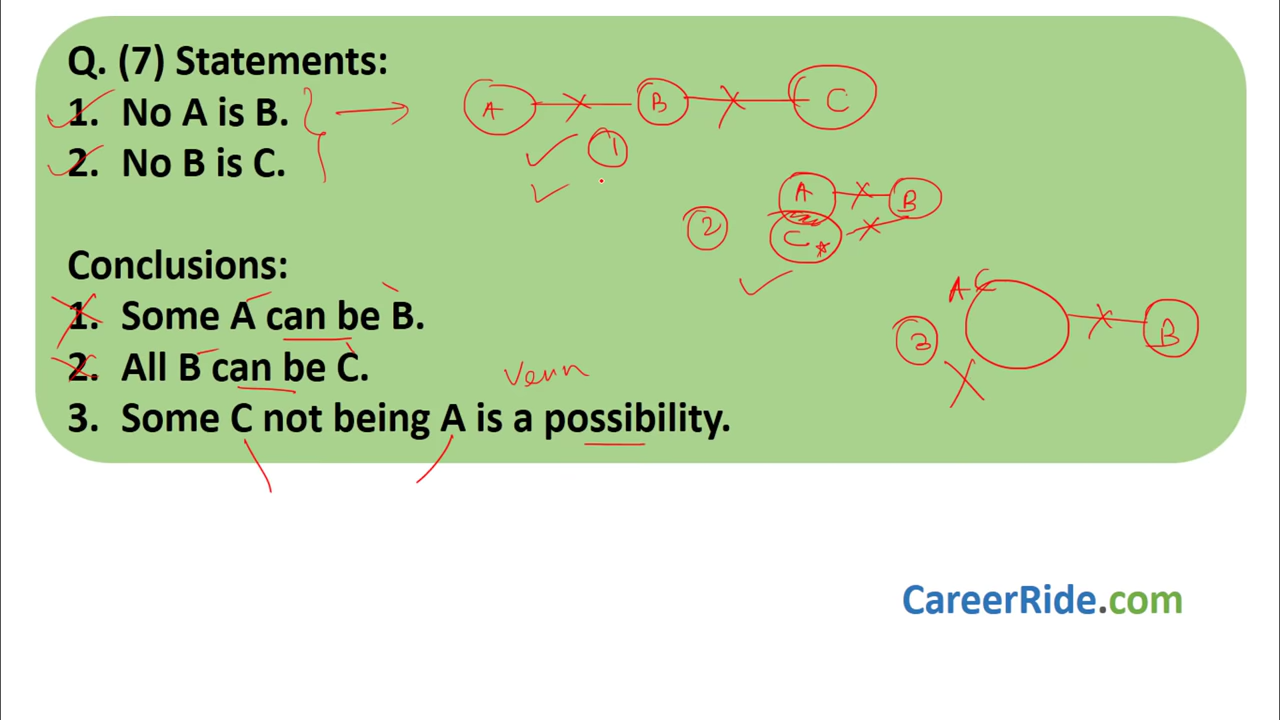 Q. (7) Statements:
1. No A is B.
2. No B is C.
A B C
1
A B
2
C
A C
3
B
Conclusions:
1. Some A can be B.
2. All B can be C.
Venn
3. Some C not being A is a possibility.
CareerRide.com